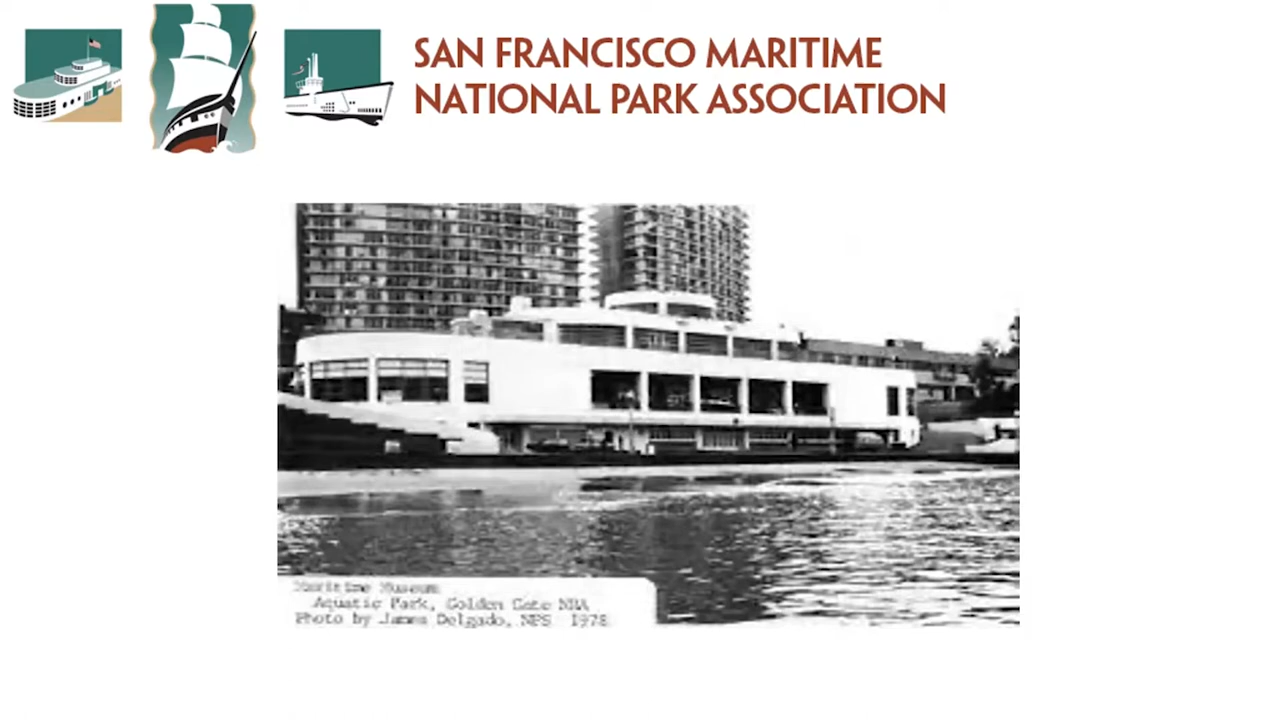 SAN FRANCISCO MARITIME
NATIONAL PARK ASSOCIATION
Maritime Museum
Aquatic Park, Golden Gate NRA
Photo by James Delgado, NPS 1978